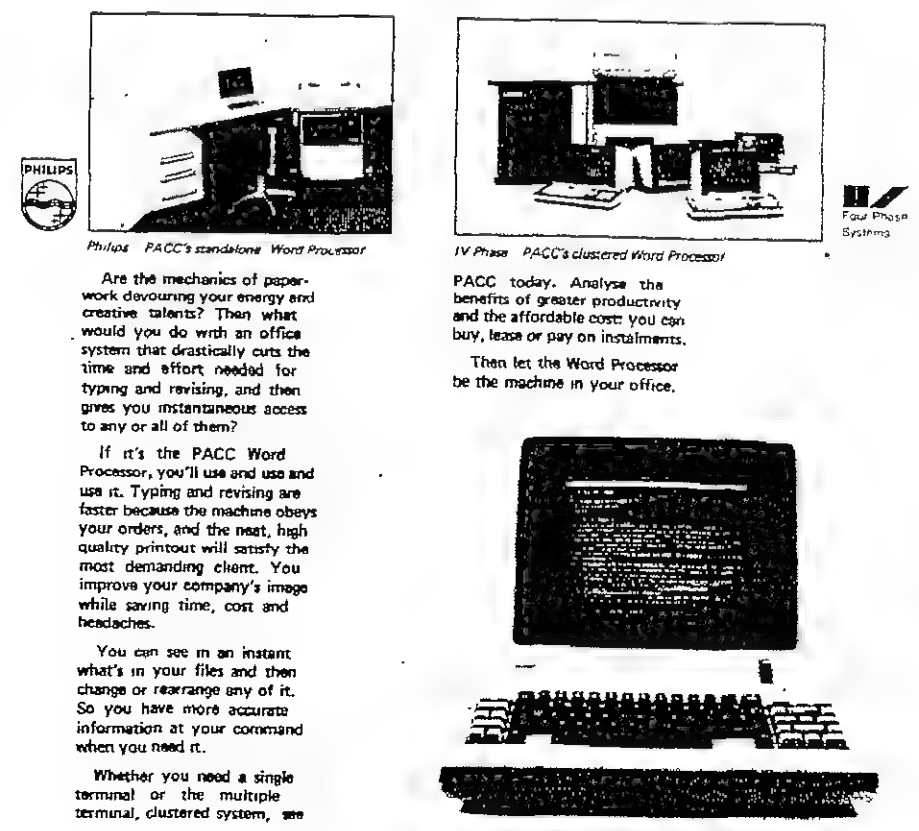 PHILIPS
Philips PACC's standalone Word Processor
Are the mechanics of paper-
work devouring your energy and
creative talents? Then what
would you do with an office
system that drastically cuts the
time and effort needed for
typing and revising, and then
gives you instantaneous access
to any or all of them?
If it's the PACC Word
Processor, you'll use and use and
use it. Typing and revising are
faster because the machine obeys
your orders, and the neat, high
quality printout will satisfy the
most demanding client. You
improve your company's image
while saving time, cost and
headaches.
You can see in an instant
what's in your files and then
change or rearrange any of it.
So you have more accurate
information at your command
when you need it.
Whether you need a single
terminal or the multiple
terminal, clustered system, see
IV Phase PACC's clustered Word Processor
Four Phase
Systems
PACC today. Analyse the
benefits of greater productivity
and the affordable cost: you can
buy, lease or pay on instalments.
Then let the Word Processor
be the machine in your office.